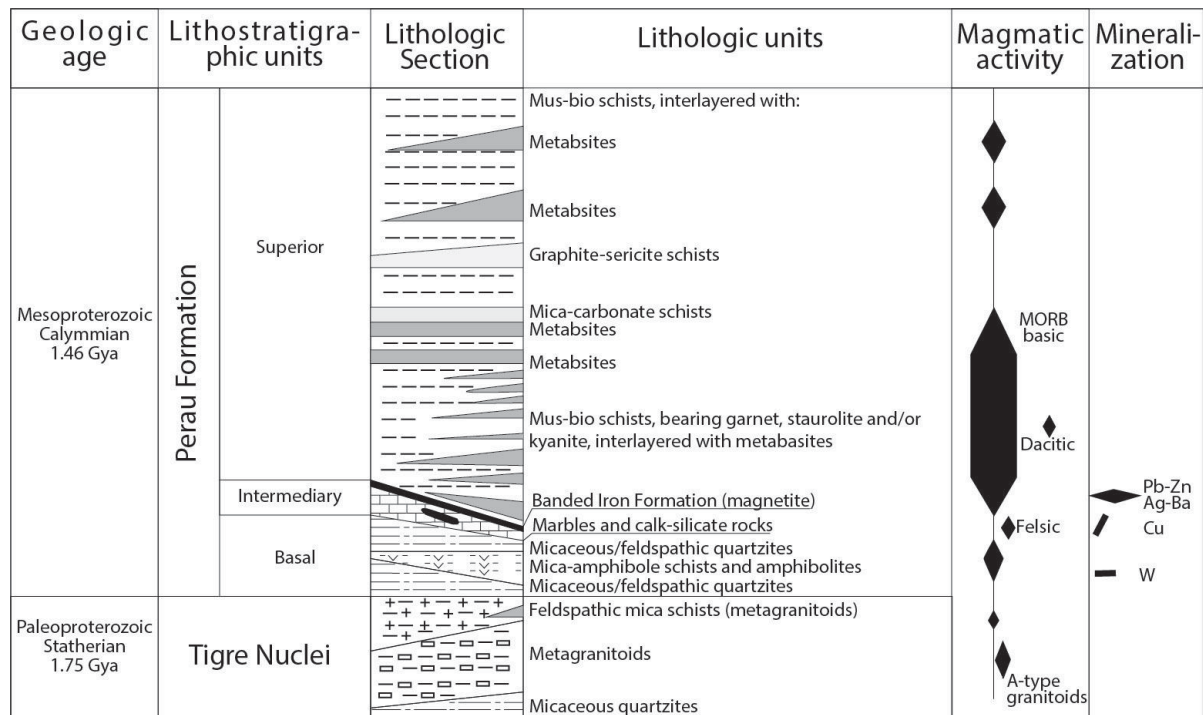 Geologic
age
Lithostratigra-
phic units
Lithologic
Section
Lithologic units
Magmatic
activity
Minerali-
zation
Mesoproterozoic
Calymmian
1.46 Gya
Perau Formation
Superior
Intermediary
Basal
Mus-bio schists, interlayered with:
Metabsites
Metabsites
Graphite-sericite schists
Mica-carbonate schists
Metabsites
Metabsites
Mus-bio schists, bearing garnet, staurolite and/or
kyanite, interlayered with metabasites
Banded Iron Formation (magnetite)
Marbles and calk-silicate rocks
Micaceous/feldspathic quartzites
Mica-amphibole schists and amphibolites
Micaceous/feldspathic quartzites
MORB
basic
Dacitic
Felsic
Pb-Zn
Ag-Ba
Cu
W
Paleoproterozoic
Statherian
1.75 Gya
Tigre Nuclei
Feldspathic mica schists (metagranitoids)
Metagranitoids
Micaceous quartzites
A-type
granitoids